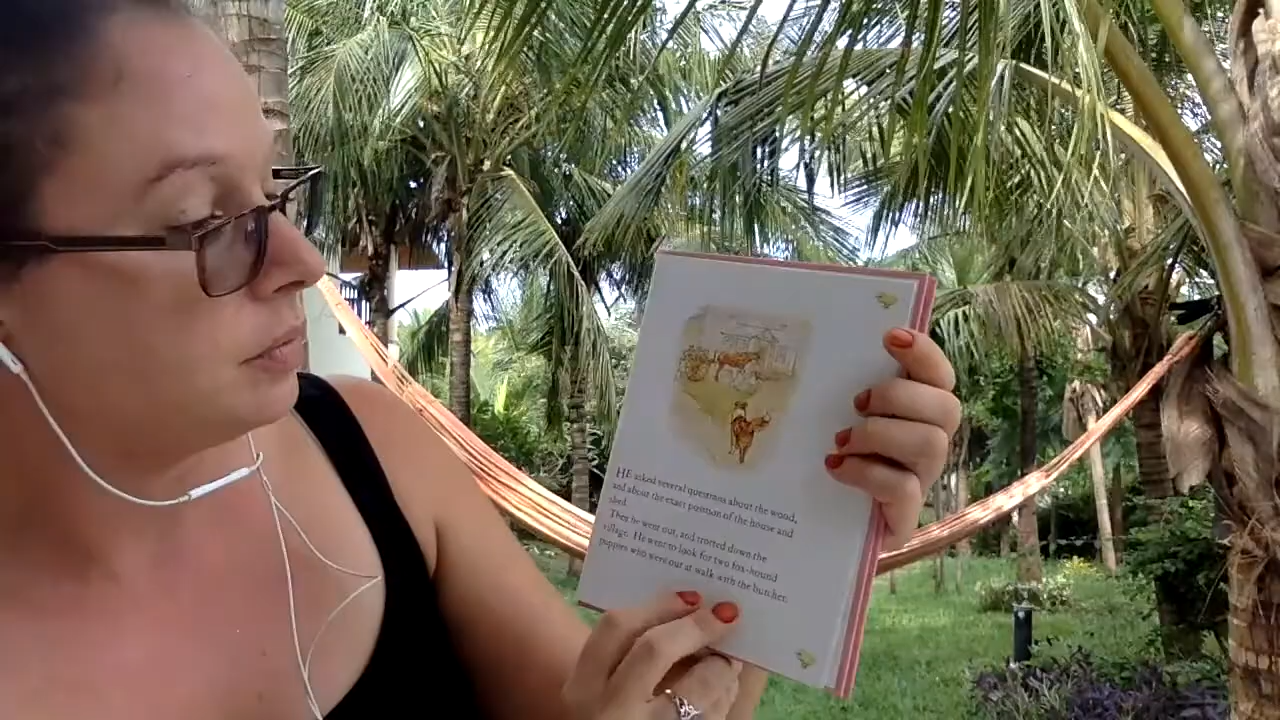 HE asked several questions about the wood,
and about the exact position of the house and
shed.
Then he went out, and trotted down the
village. He went to look for two fox-hound
puppies who were out at walk with the butcher.